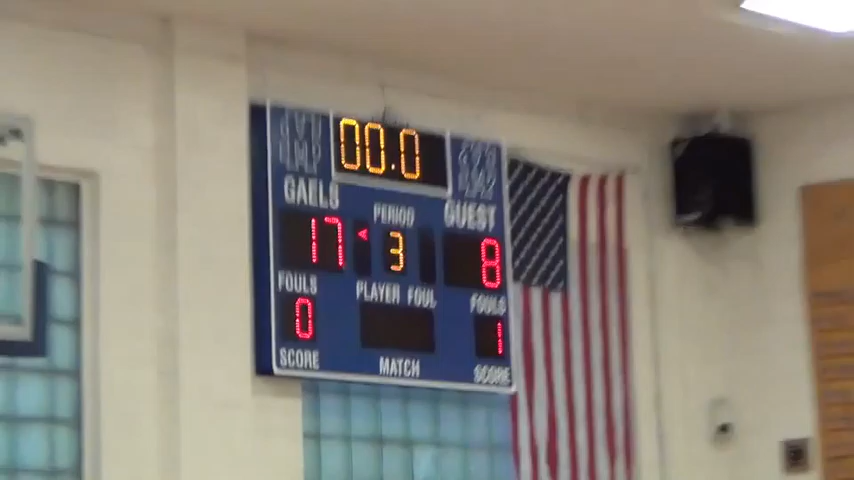 00.0
GAELS PERIOD GUEST
17 3 8
FOULS PLAYER FOUL FOULS
0 1
SCORE MATCH SCORE